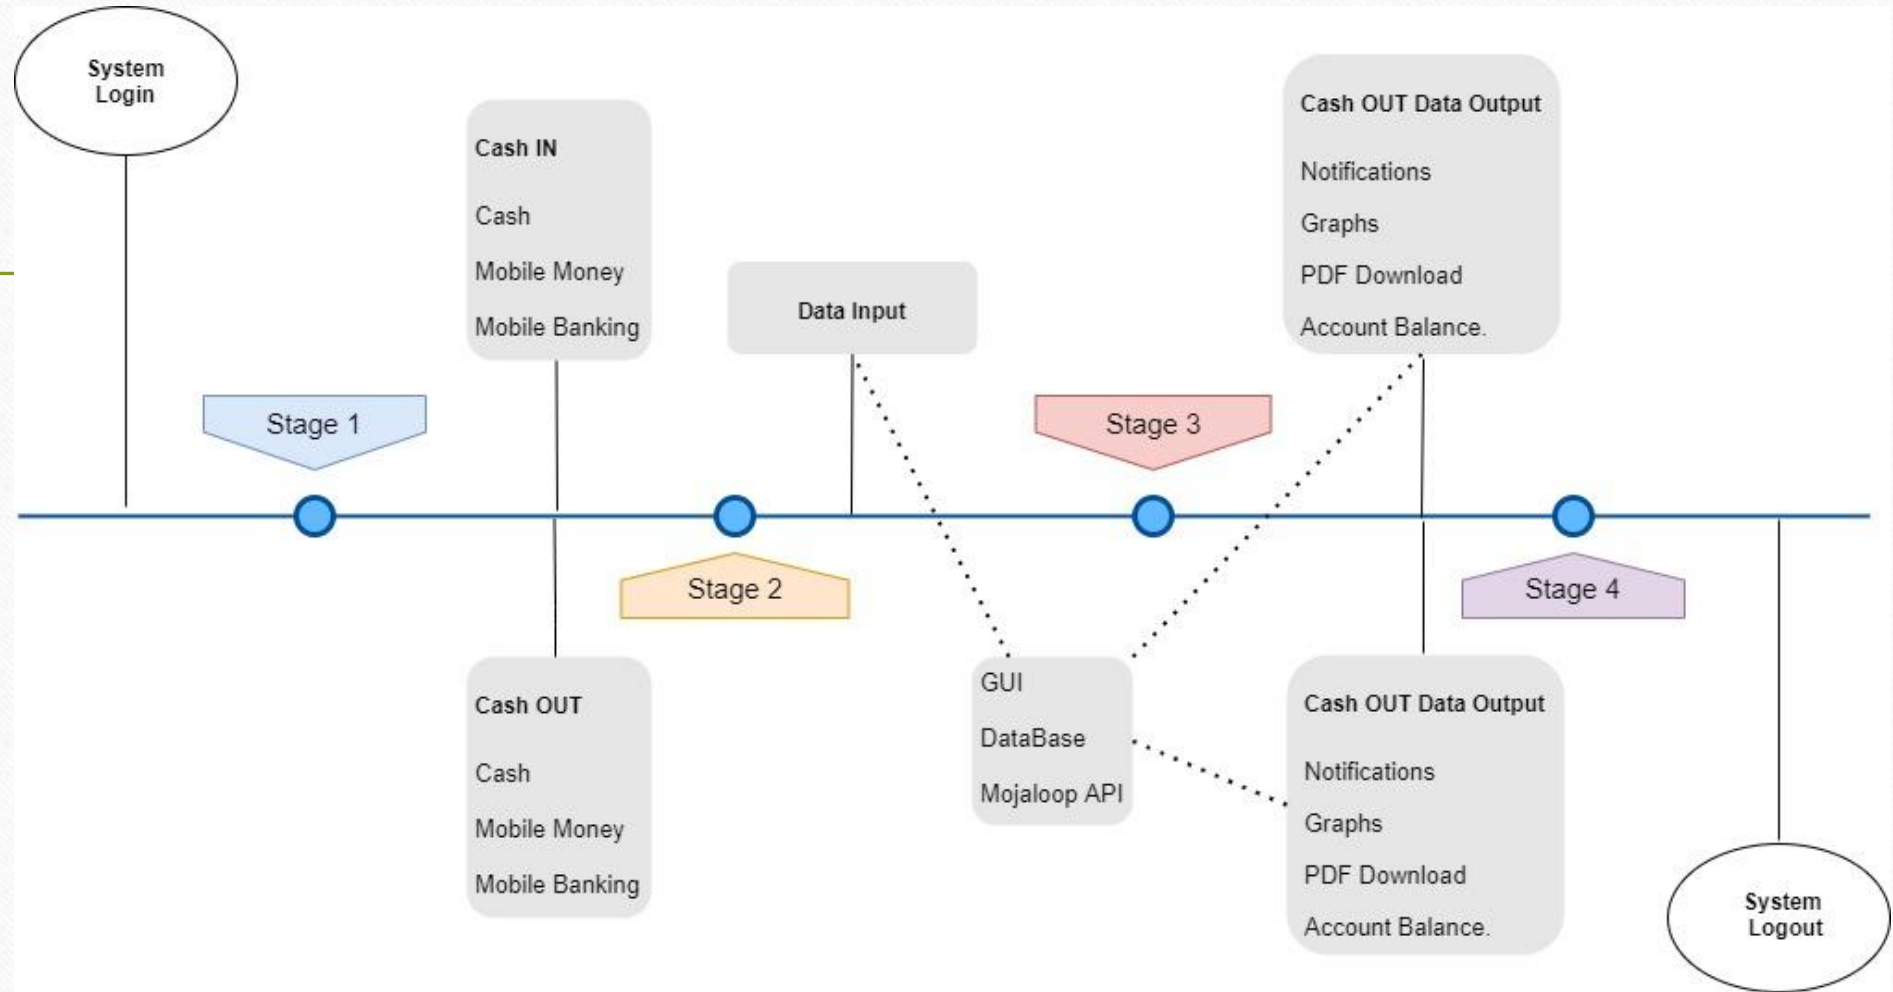 System
Login
Cash IN
Cash
Mobile Money
Mobile Banking
Data Input
Cash OUT Data Output
Notifications
Graphs
PDF Download
Account Balance.
Stage 1
Stage 3
Stage 2
Stage 4
Cash OUT
Cash
Mobile Money
Mobile Banking
GUI
DataBase
Mojaloop API
Cash OUT Data Output
Notifications
Graphs
PDF Download
Account Balance.
System
Logout